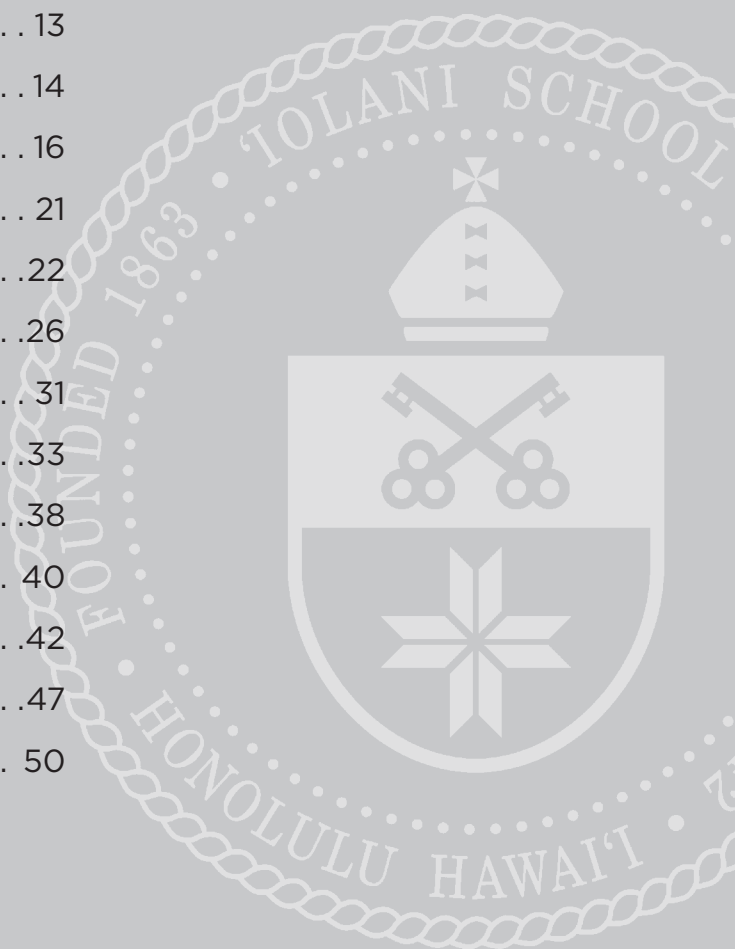 . . 13
. . 14
. . 16
. . 21
. .22
. .26
. . 31
. .33
. .38
. 40
. .42
. .47
. 50
FOUNDED 1863 • ‘IOLANI SCHOOL
• HONOLULU HAWAI‘I •